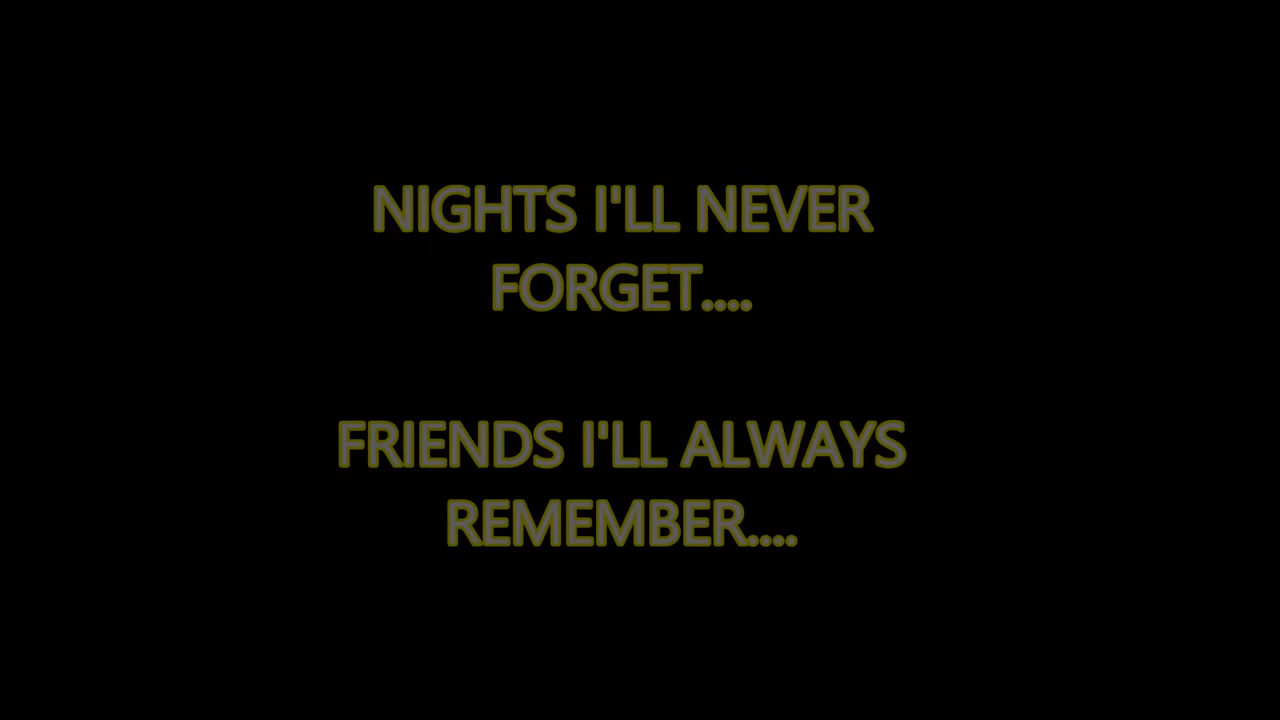 NIGHTS I'LL NEVER
FORGET....
FRIENDS I'LL ALWAYS
REMEMBER....